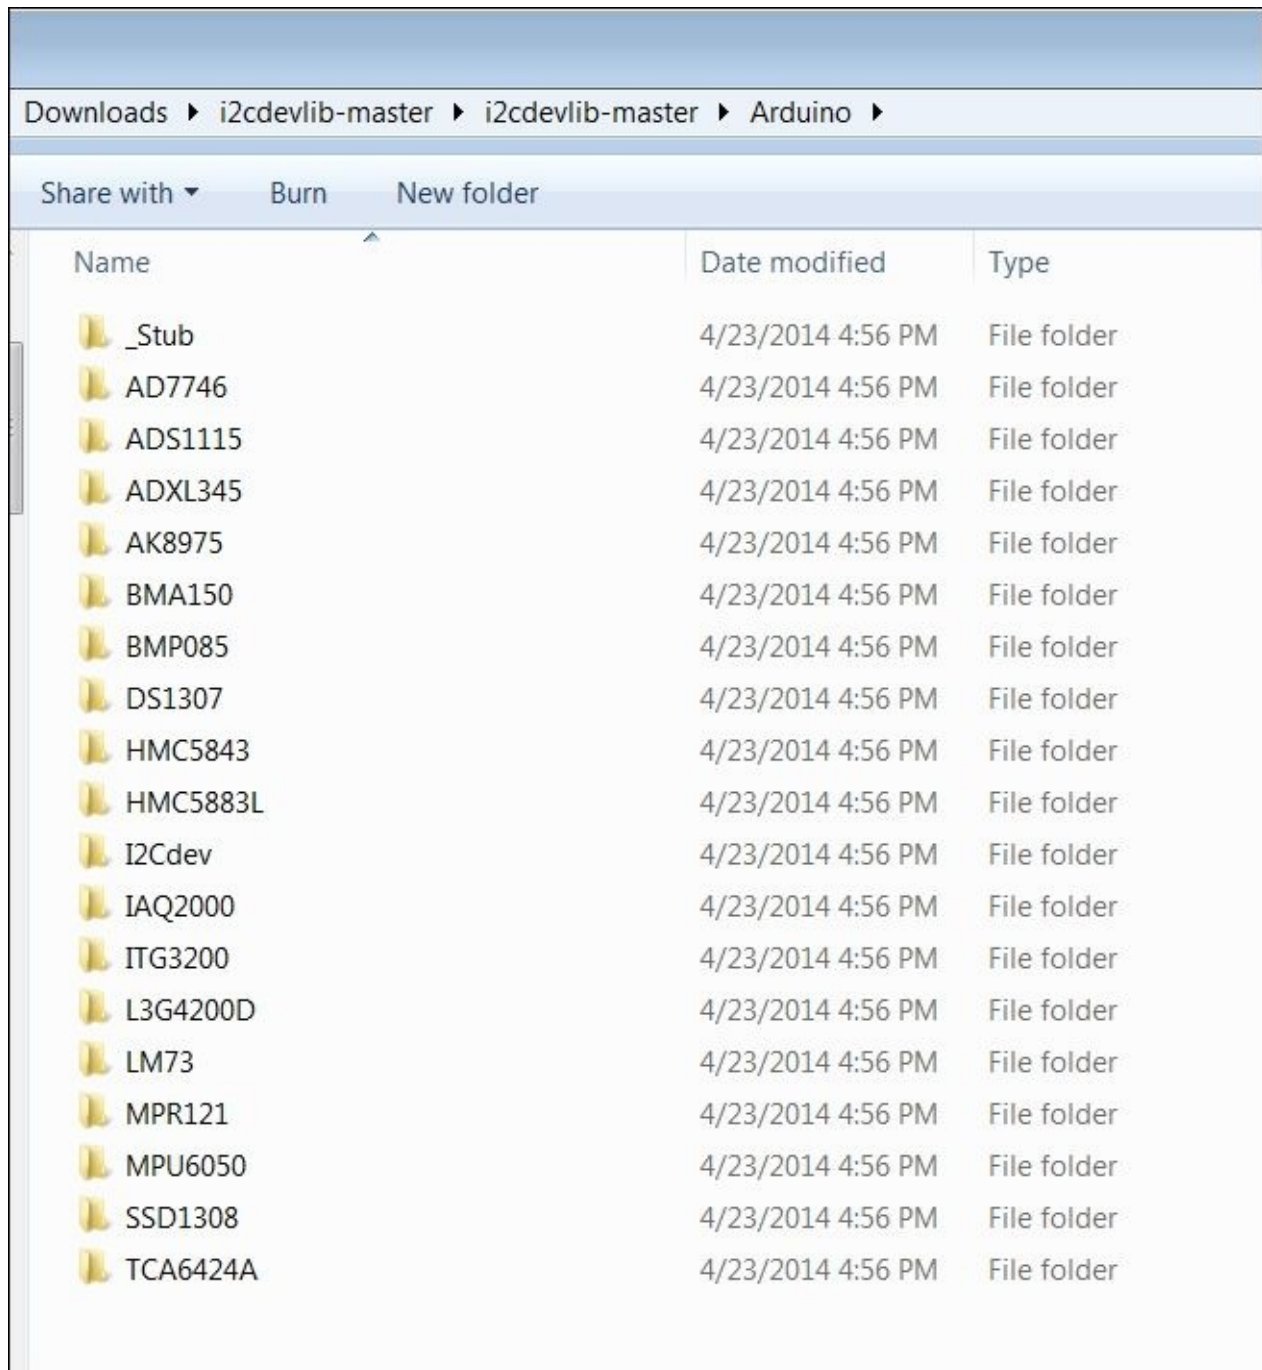 Downloads ▶ i2cdevlib-master ▶ i2cdevlib-master ▶ Arduino ▶
Share with ▼ Burn New folder
Name Date modified Type
_Stub 4/23/2014 4:56 PM File folder
AD7746 4/23/2014 4:56 PM File folder
ADS1115 4/23/2014 4:56 PM File folder
ADXL345 4/23/2014 4:56 PM File folder
AK8975 4/23/2014 4:56 PM File folder
BMA150 4/23/2014 4:56 PM File folder
BMP085 4/23/2014 4:56 PM File folder
DS1307 4/23/2014 4:56 PM File folder
HMC5843 4/23/2014 4:56 PM File folder
HMC5883L 4/23/2014 4:56 PM File folder
I2Cdev 4/23/2014 4:56 PM File folder
IAQ2000 4/23/2014 4:56 PM File folder
ITG3200 4/23/2014 4:56 PM File folder
L3G4200D 4/23/2014 4:56 PM File folder
LM73 4/23/2014 4:56 PM File folder
MPR121 4/23/2014 4:56 PM File folder
MPU6050 4/23/2014 4:56 PM File folder
SSD1308 4/23/2014 4:56 PM File folder
TCA6424A 4/23/2014 4:56 PM File folder